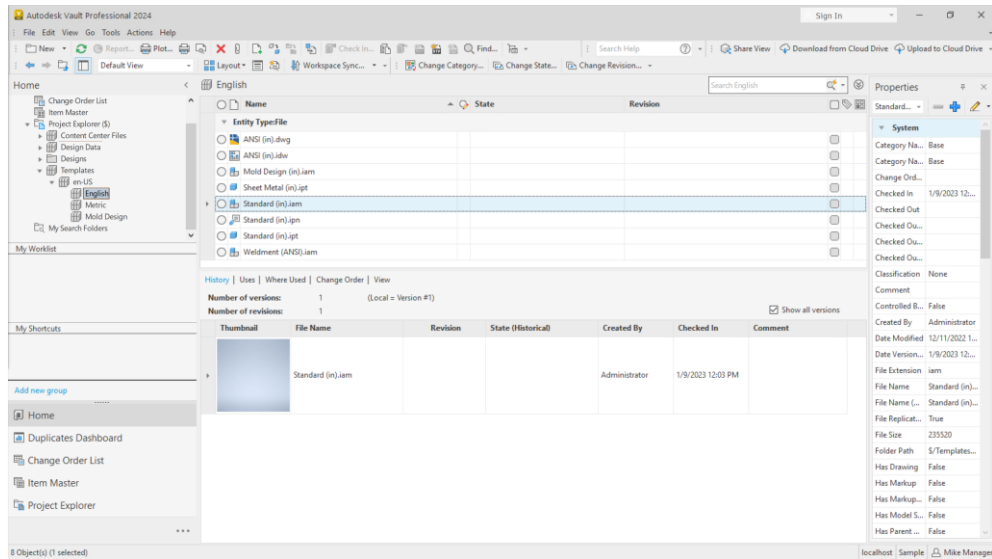 Autodesk Vault Professional 2024
Sign In
File Edit View Go Tools Actions Help
New Report... Plot... Check in... Find... Search Help Share View Download from Cloud Drive Upload to Cloud Drive
Default View Layout Workspace Sync... Change Category... Change State... Change Revision...
Home
Change Order List
Item Master
Project Explorer ($)
Content Center Files
Design Data
Designs
Templates
en-US
English
Metric
Mold Design
My Search Folders
My Worklist
My Shortcuts
Add new group
Home
Duplicates Dashboard
Change Order List
Item Master
Project Explorer
English
Search English
Name State Revision
Entity Type:File
ANSI (in).dwg
ANSI (in).idw
Mold Design (in).iam
Sheet Metal (in).ipt
Standard (in).iam
Standard (in).ipn
Standard (in).ipt
Weldment (ANSI).iam
History | Uses | Where Used | Change Order | View
Number of versions: 1 (Local = Version #1)
Number of revisions: 1
Show all versions
Thumbnail File Name Revision State (Historical) Created By Checked In Comment
Standard (in).iam Administrator 1/9/2023 12:03 PM
Properties
Standard...
System
Category Na... Base
Category Na... Base
Change Ord...
Checked In 1/9/2023 12:...
Checked Out
Checked Ou...
Checked Ou...
Checked Ou...
Classification None
Comment
Controlled B... False
Created By Administrator
Date Modified 12/11/2022 1...
Date Version... 1/9/2023 12:...
File Extension iam
File Name Standard (in)...
File Name (... Standard (in)...
File Replicat... True
File Size 235520
Folder Path $/Templates...
Has Drawing False
Has Markup False
Has Markup... False
Has Model S... False
Has Parent ... False
8 Object(s) (1 selected)
localhost Sample Mike Manage